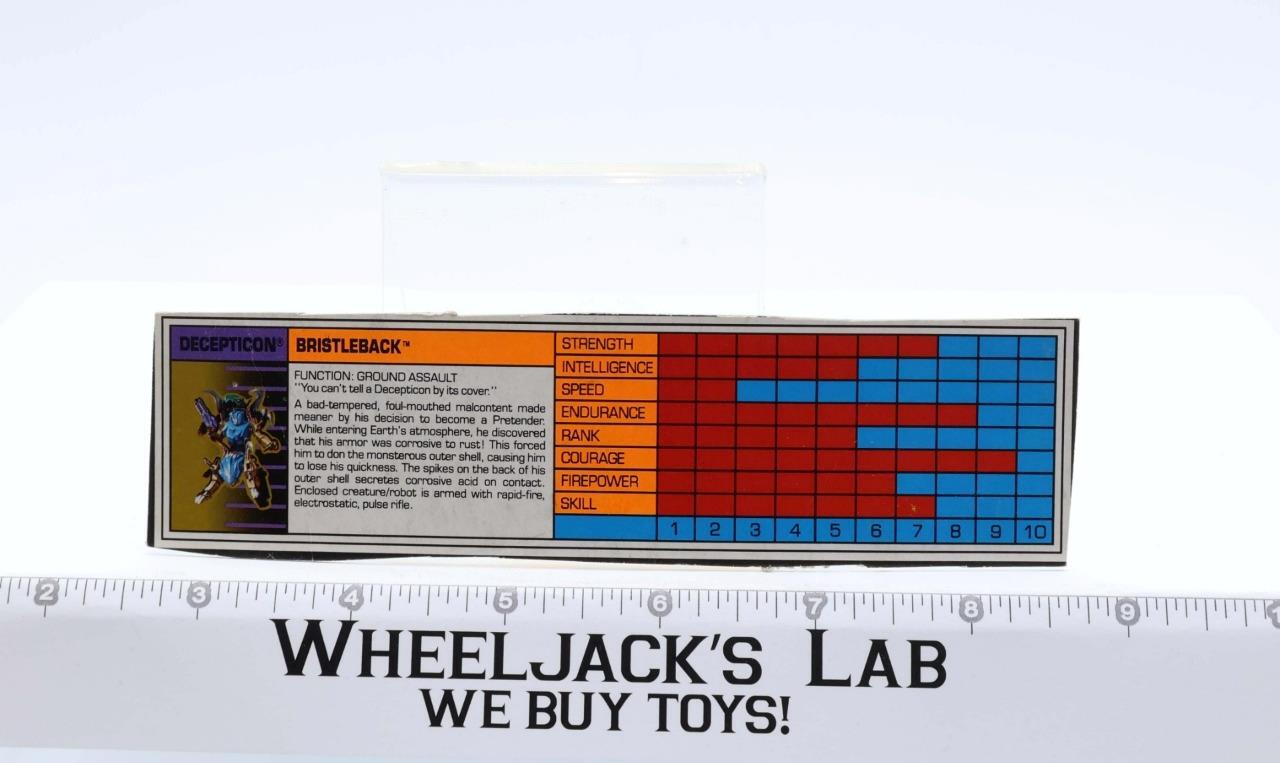 DECEPTICON®
BRISTLEBACK™
FUNCTION: GROUND ASSAULT
"You can't tell a Decepticon by its cover."
A bad-tempered, foul-mouthed malcontent made
meaner by his decision to become a Pretender.
While entering Earth's atmosphere, he discovered
that his armor was corrosive to rust! This forced
him to don the monsterous outer shell, causing him
to lose his quickness. The spikes on the back of his
outer shell secretes corrosive acid on contact.
Enclosed creature/robot is armed with rapid-fire,
electrostatic, pulse rifle.
STRENGTH
INTELLIGENCE
SPEED
ENDURANCE
RANK
COURAGE
FIREPOWER
SKILL
1 2 3 4 5 6 7 8 9 10
2 3 4 5 6 7 8 9 1
WHEELJACK'S LAB
WE BUY TOYS!